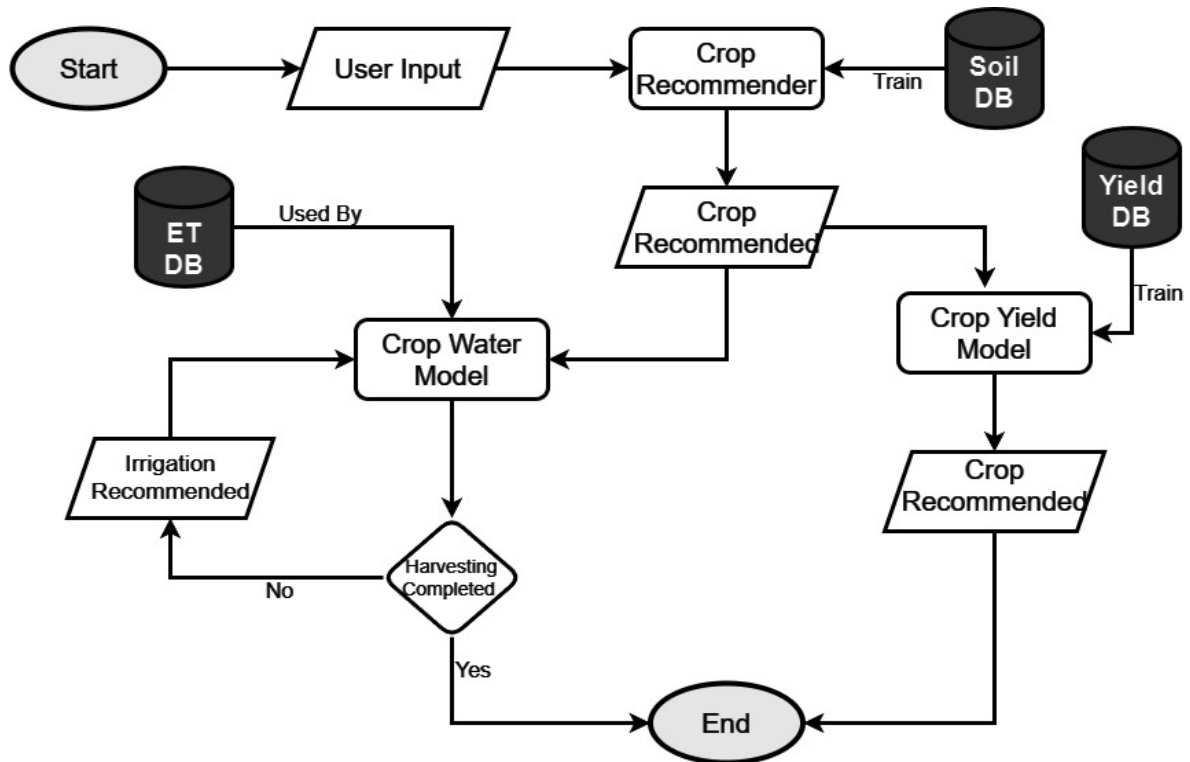 Start
User Input
Crop
Recommender
Train
Soil
DB
ET
DB
Used By
Crop
Recommended
Yield
DB
Train
Crop Water
Model
Crop Yield
Model
Irrigation
Recommended
Crop
Recommended
Harvesting
Completed
No
Yes
End